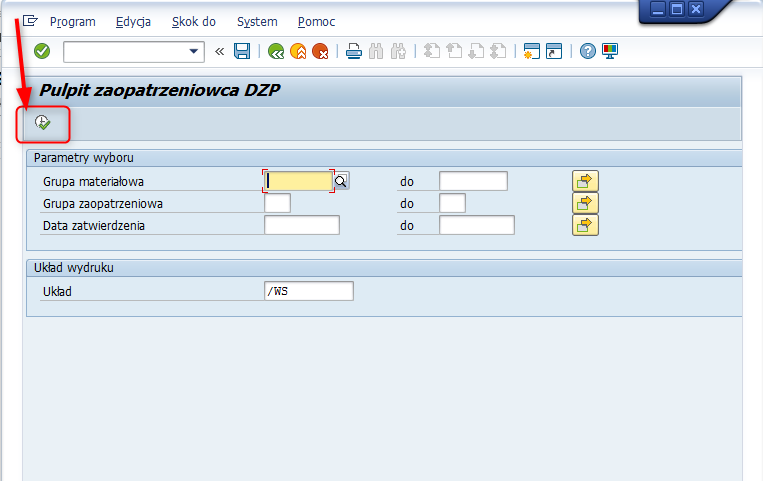 Program Edycja Skok do System Pomoc
Pulpit zaopatrzeniowca DZP
Parametry wyboru
Grupa materiałowa do
Grupa zaopatrzeniowa do
Data zatwierdzenia do
Układ wydruku
Układ /WS